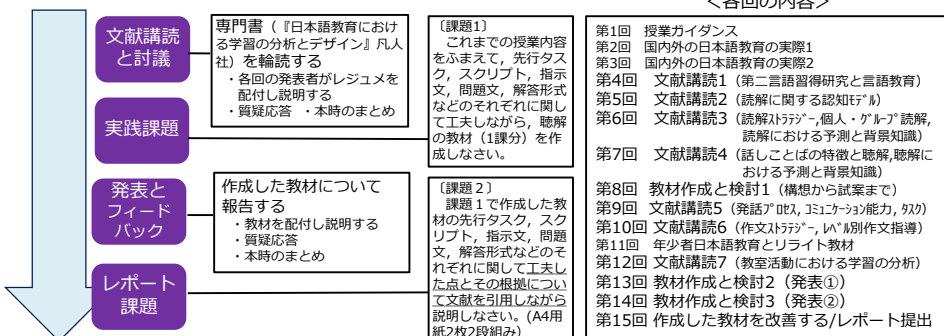 ＜各回の内容＞
文献講読
と討議
専門書（『日本語教育におけ
る学習の分析とデザイン』凡人
社）を輪読する
・各回の発表者がレジュメを
配付し説明する
・質疑応答　・本時のまとめ
実践課題
〔課題1〕
これまでの授業内容
をふまえて，先行タス
ク，スクリプト，指示
文，問題文，解答形式
などのそれぞれに関し
て工夫しながら，聴解
の教材（1課分）を作
成しなさい。
発表と
フィード
バック
作成した教材について
報告する
・教材を配付し説明する
・質疑応答
・本時のまとめ
レポート
課題
〔課題２〕
課題１で作成した教
材の先行タスク，スク
リプト，指示文，問題
文，解答形式などのそ
れぞれに関して工夫し
た点とその根拠につい
て文献を引用しながら
説明しなさい。(A4用
紙2枚2段組み）
第1回　授業ガイダンス
第2回　国内外の日本語教育の実際1
第3回　国内外の日本語教育の実際2
第4回　文献講読1（第二言語習得研究と言語教育）
第5回　文献講読2（読解に関する認知ﾓﾃﾞﾙ）
第6回　文献講読3（読解ｽﾄﾗﾃｼﾞｰ,個人・ｸﾞﾙｰﾌﾟ読解,
読解における予測と背景知識）
第7回　文献講読4（話しことばの特徴と聴解,聴解に
おける予測と背景知識）
第8回　教材作成と検討1（構想から試案まで）
第9回　文献講読5（発話ﾌﾟﾛｾｽ, ｺﾐｭﾆｹｰｼｮﾝ能力, ﾀｽｸ）
第10回 文献講読6（作文ｽﾄﾗﾃｼﾞｰ, ﾚﾍﾞﾙ別作文指導）
第11回　年少者日本語教育とリライト教材
第12回 文献講読7（教室活動における学習の分析）
第13回 教材作成と検討2（発表①）
第14回 教材作成と検討3（発表②）
第15回 作成した教材を改善する/レポート提出